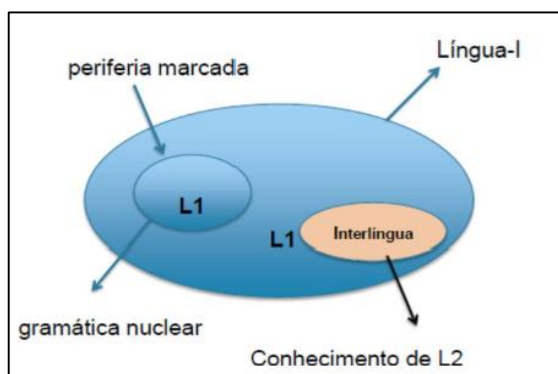 Língua-I
periferia marcada
L1
L1
Interlíngua
gramática nuclear
Conhecimento de L2